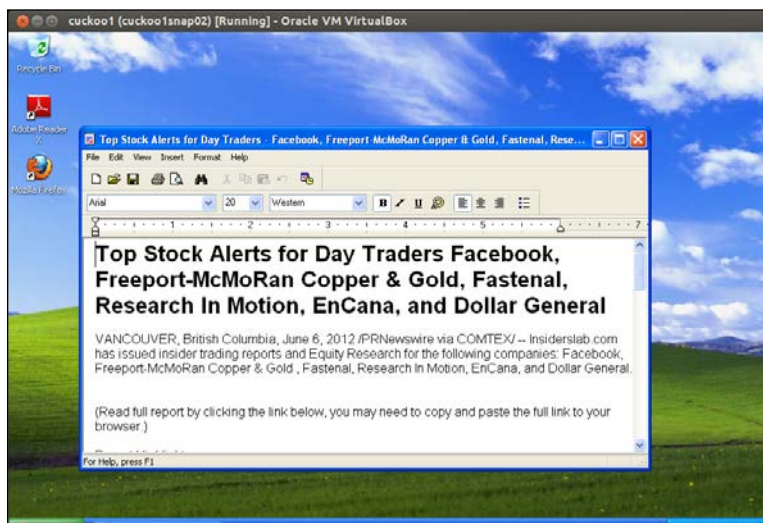 cuckoo1 (cuckoo1snap02) [Running] - Oracle VM VirtualBox
Recycle Bin
Adobe Reader
X
Mozilla Firefox
Top Stock Alerts for Day Traders - Facebook, Freeport-McMoRan Copper & Gold, Fastenal, Rese...
File Edit View Insert Format Help
Arial 20 Western B / U
1 2 3 4 5 7
Top Stock Alerts for Day Traders Facebook,
Freeport-McMoRan Copper & Gold, Fastenal,
Research In Motion, EnCana, and Dollar General
VANCOUVER, British Columbia, June 6, 2012 /PRNewswire via COMTEX/ -- Insiderslab.com
has issued insider trading reports and Equity Research for the following companies: Facebook,
Freeport-McMoRan Copper & Gold , Fastenal, Research In Motion, EnCana, and Dollar General.
(Read full report by clicking the link below, you may need to copy and paste the full link to your
browser.)
For Help, press F1